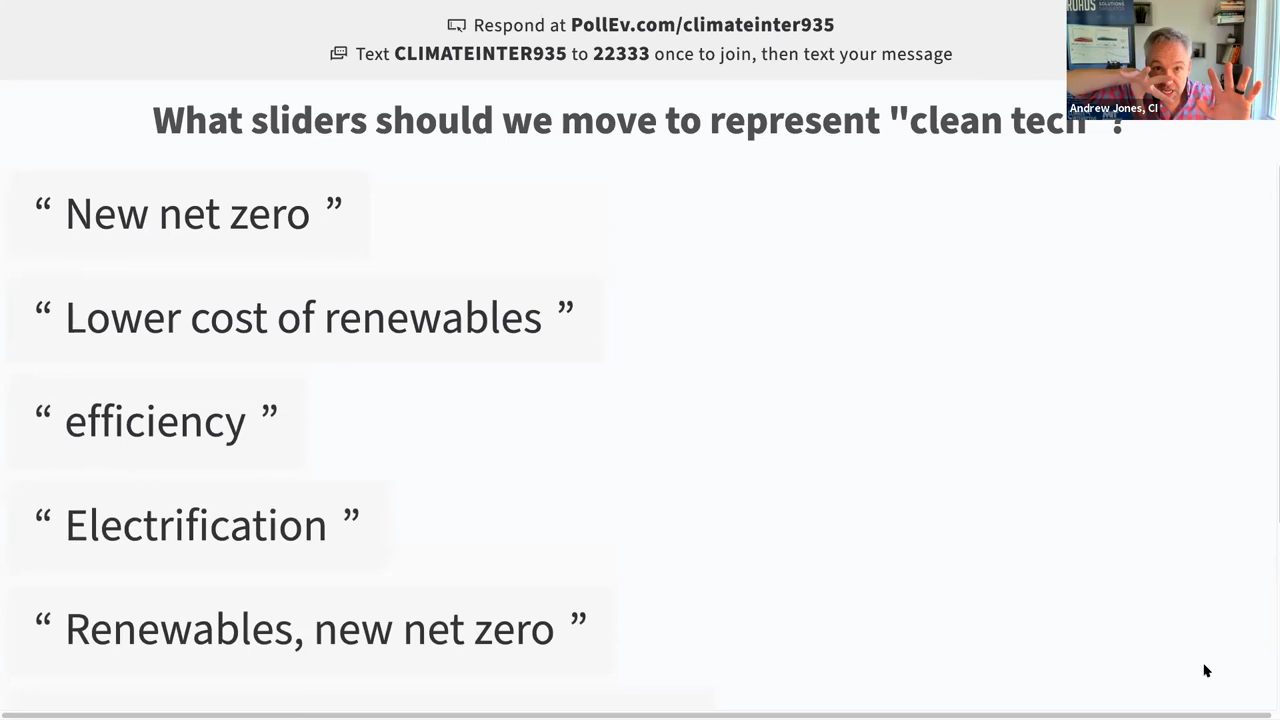 Respond at PollEv.com/climateinter935
Text CLIMATEINTER935 to 22333 once to join, then text your message
SOLUTIONS
Andrew Jones, CI
What sliders should we move to represent "clean tech"?
“ New net zero ”
“ Lower cost of renewables ”
“ efficiency ”
“ Electrification ”
“ Renewables, new net zero ”